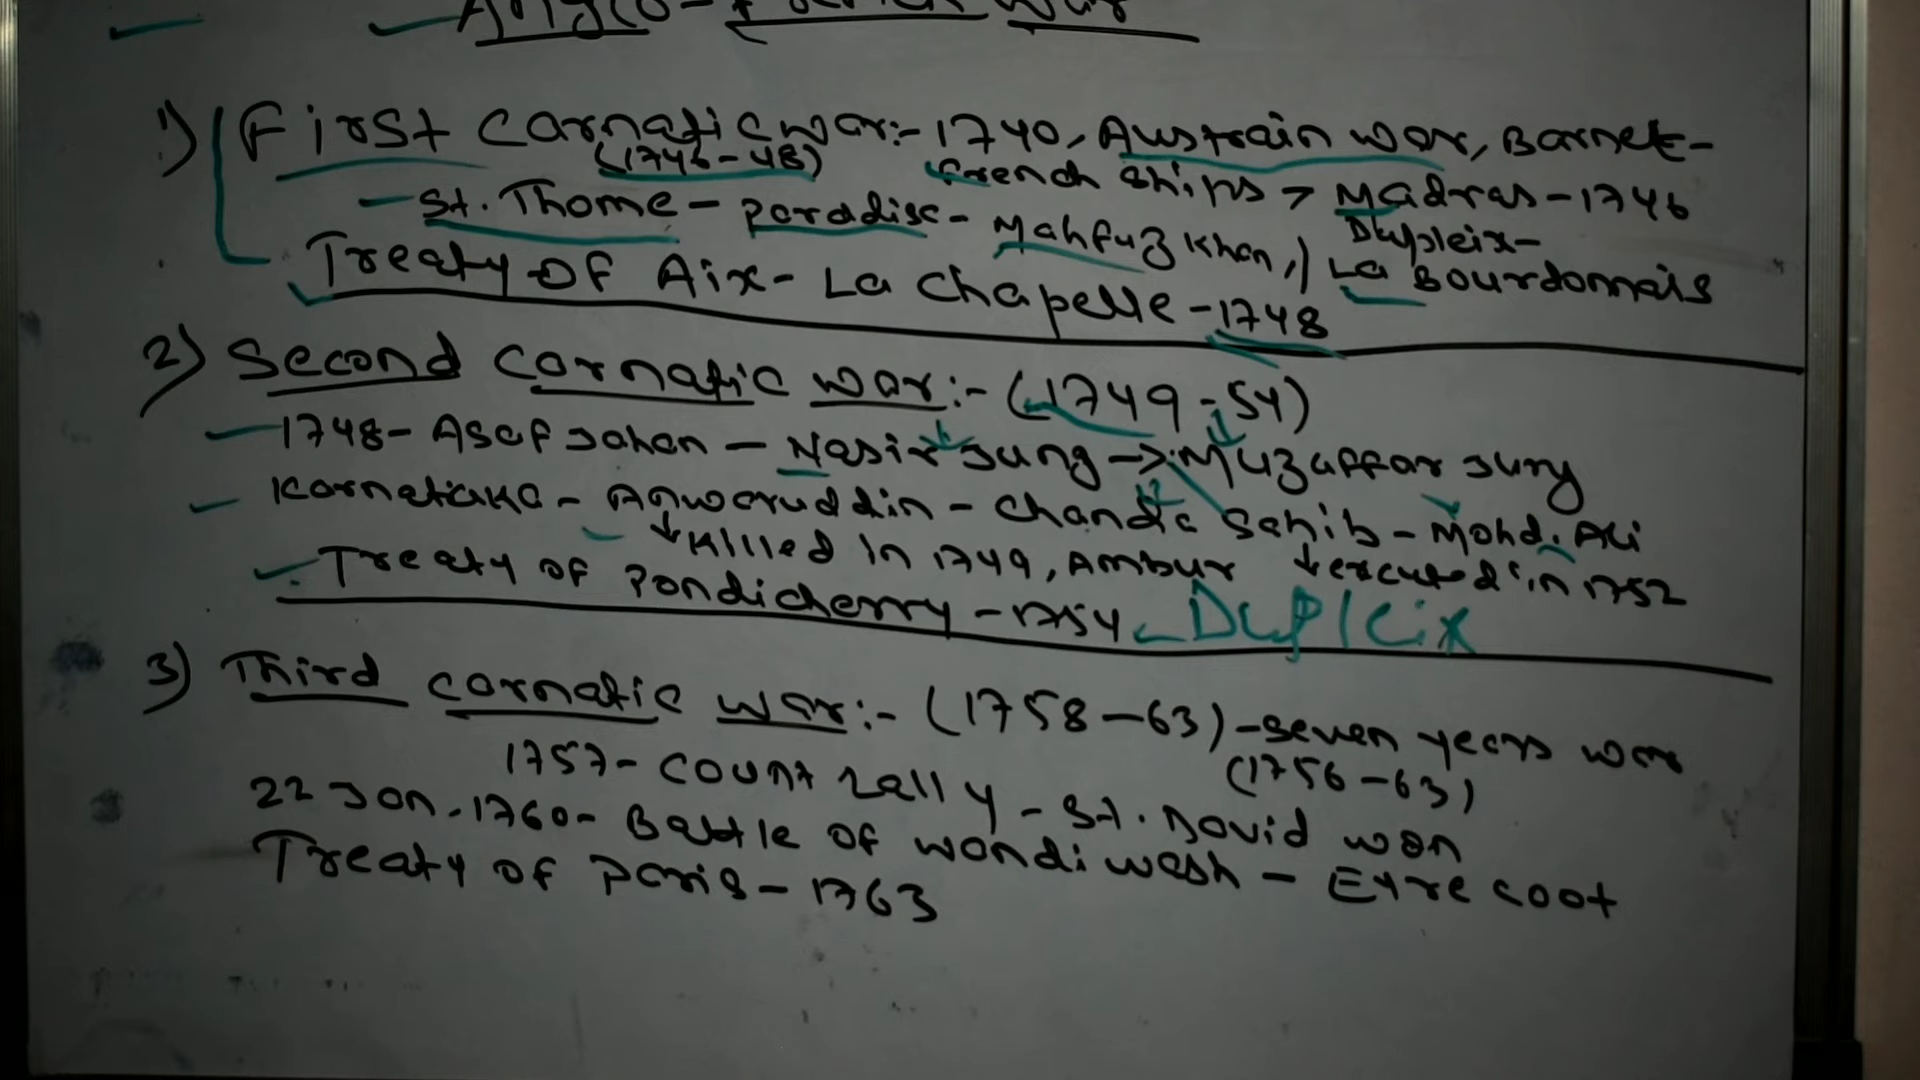 Anglo-French War
1) First Carnatic War:- 1740, Austrain War, Barnet-
(1746-48) French ships > Madras-1746
- St. Thome - Paradise - Mahfuz Khan, | Dupleix-
La Bourdonnais
Treaty Of Aix-La Chapelle-1748
2) Second Carnatic War:- (1749-54)
- 1748- Asaf Jahan - Nasir Jung -> Muzaffar Jung
- Karnataka - Anwaruddin - Chanda Sahib - Mohd. Ali
↓ Killed in 1749, Ambur ↓ executed in 1752
Treaty of Pondicherry -1754 - Dupleix
3) Third Carnatic War:- (1758-63)-Seven years war
(1756-63)
1757- Count Lally - St. David won
22 Jan. 1760- Battle of Wandiwash - Eyre Coot
Treaty of Paris - 1763